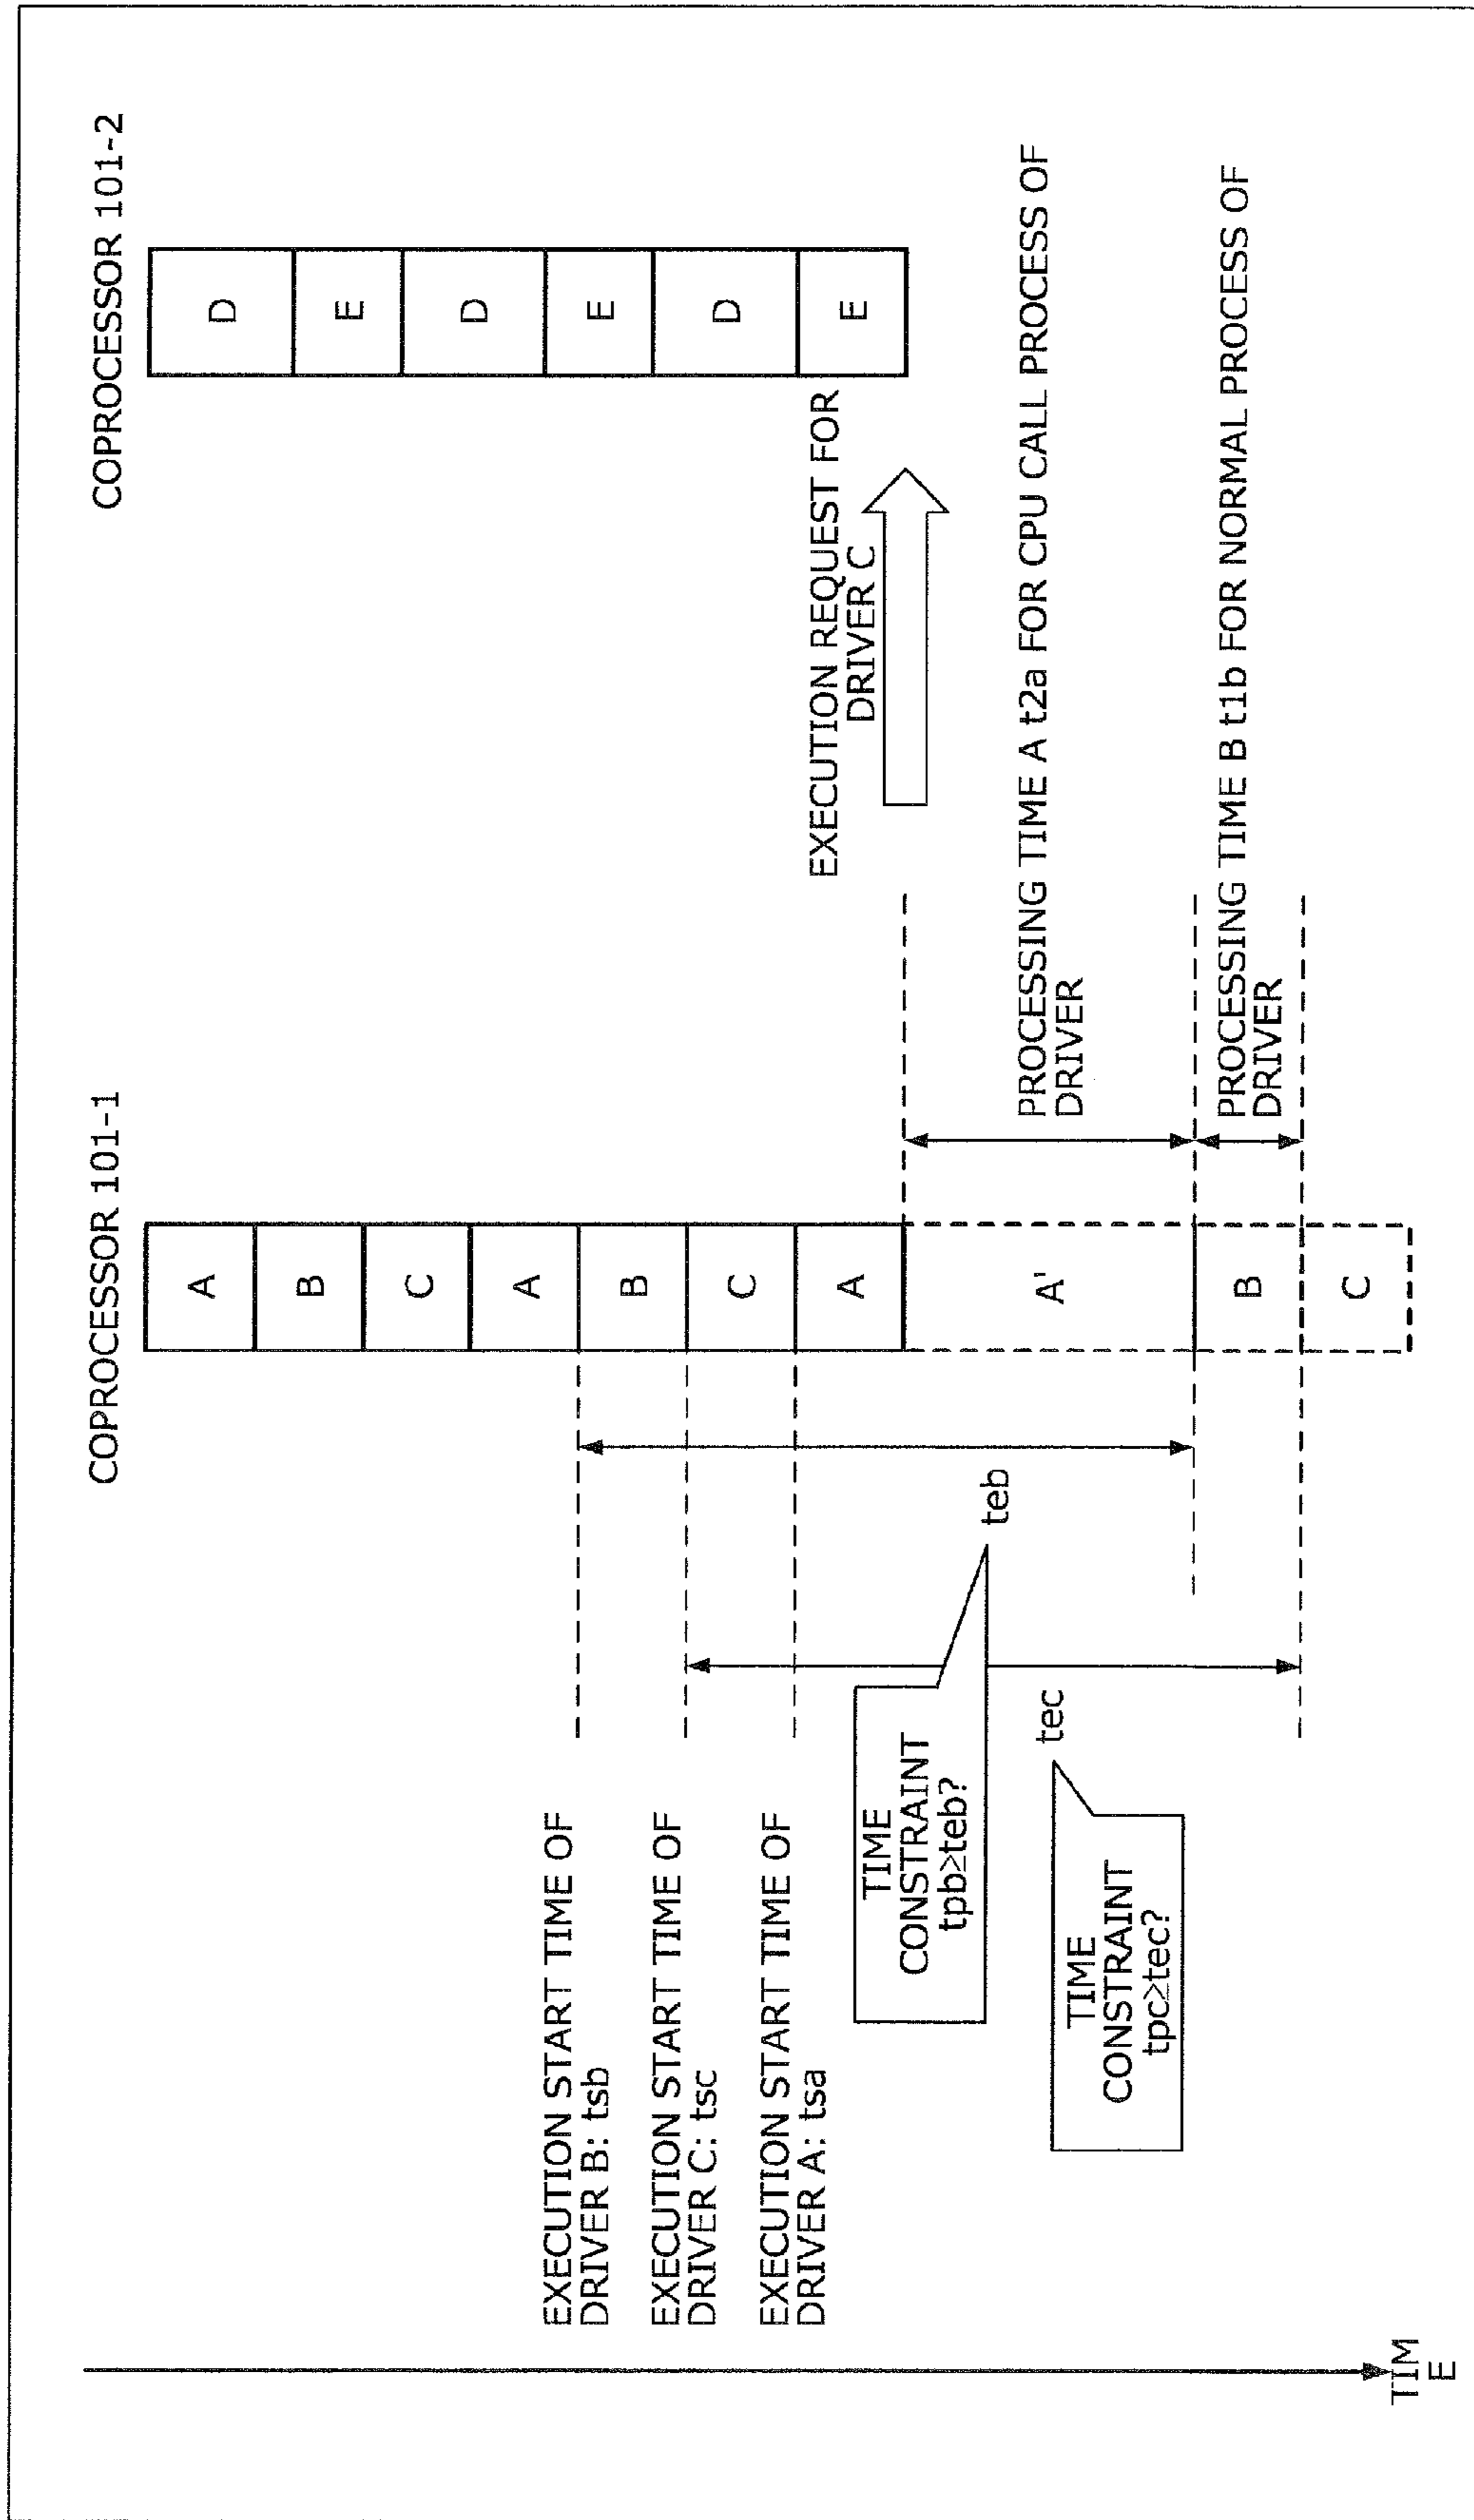 COPROCESSOR 101-1
COPROCESSOR 101-2
A
B
C
A
B
C
A
A'
B
C
D
E
D
E
D
E
EXECUTION START TIME OF
DRIVER B: tsb
EXECUTION START TIME OF
DRIVER C: tsc
EXECUTION START TIME OF
DRIVER A: tsa
EXECUTION REQUEST FOR
DRIVER C
TIME
CONSTRAINT
tpb≥teb?
teb
TIME
CONSTRAINT
tpc≥tec?
tec
PROCESSING TIME A t2a FOR CPU CALL PROCESS OF
DRIVER
PROCESSING TIME B t1b FOR NORMAL PROCESS OF
DRIVER
TIM
E